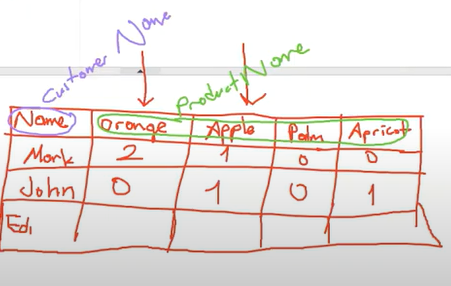 Customer Name
Product Name
Name Orange Apple Palm Apricot
Mark 2 1 0 0
John 0 1 0 1
Edi